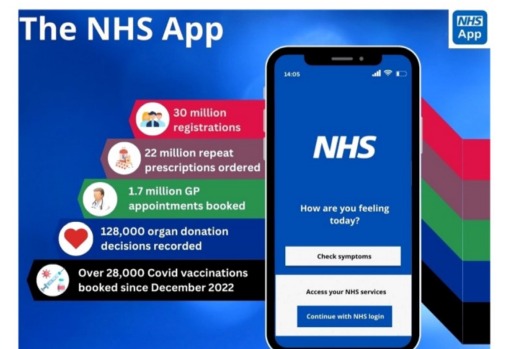 The NHS App
NHS
App
30 million
registrations
22 million repeat
prescriptions ordered
1.7 million GP
appointments booked
128,000 organ donation
decisions recorded
Over 28,000 Covid vaccinations
booked since December 2022
14:05
NHS
How are you feeling
today?
Check symptoms
Access your NHS services
Continue with NHS login